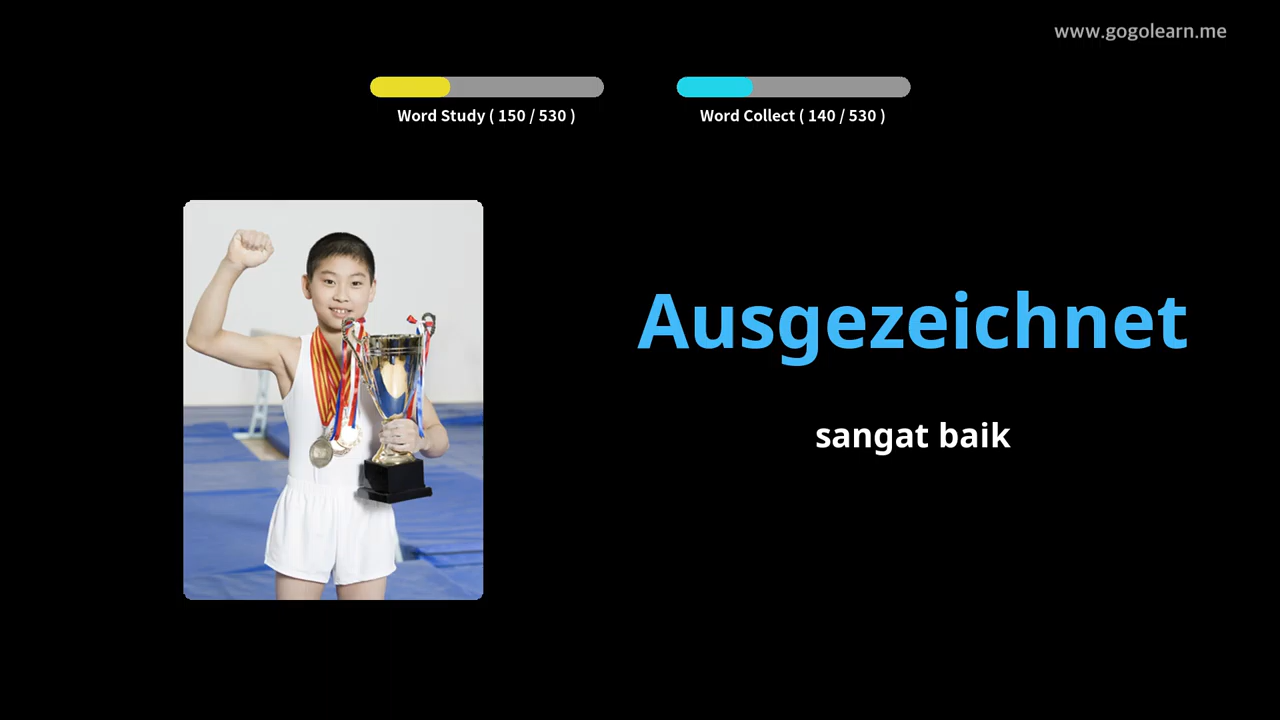 www.gogolearn.me
Word Study ( 150 / 530 )
Word Collect ( 140 / 530 )
Ausgezeichnet
sangat baik